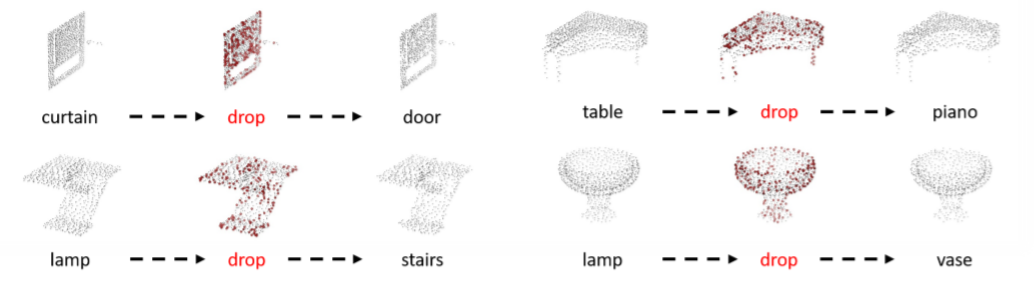 curtain drop door
table drop piano
lamp drop stairs
lamp drop vase